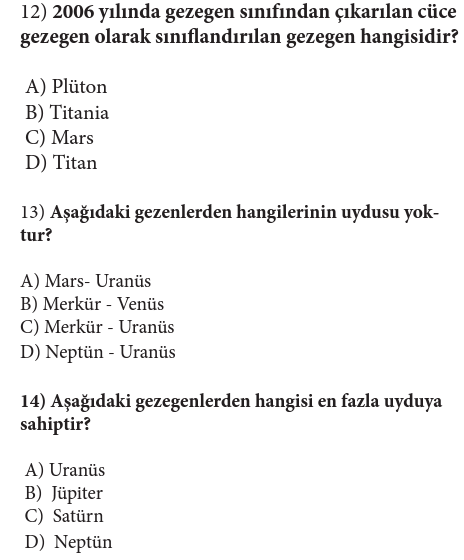 12) 2006 yılında gezegen sınıfından çıkarılan cüce
gezegen olarak sınıflandırılan gezegen hangisidir?
A) Plüton
B) Titania
C) Mars
D) Titan
13) Aşağıdaki gezenlerden hangilerinin uydusu yok-
tur?
A) Mars- Uranüs
B) Merkür - Venüs
C) Merkür - Uranüs
D) Neptün - Uranüs
14) Aşağıdaki gezegenlerden hangisi en fazla uyduya
sahiptir?
A) Uranüs
B) Jüpiter
C) Satürn
D) Neptün